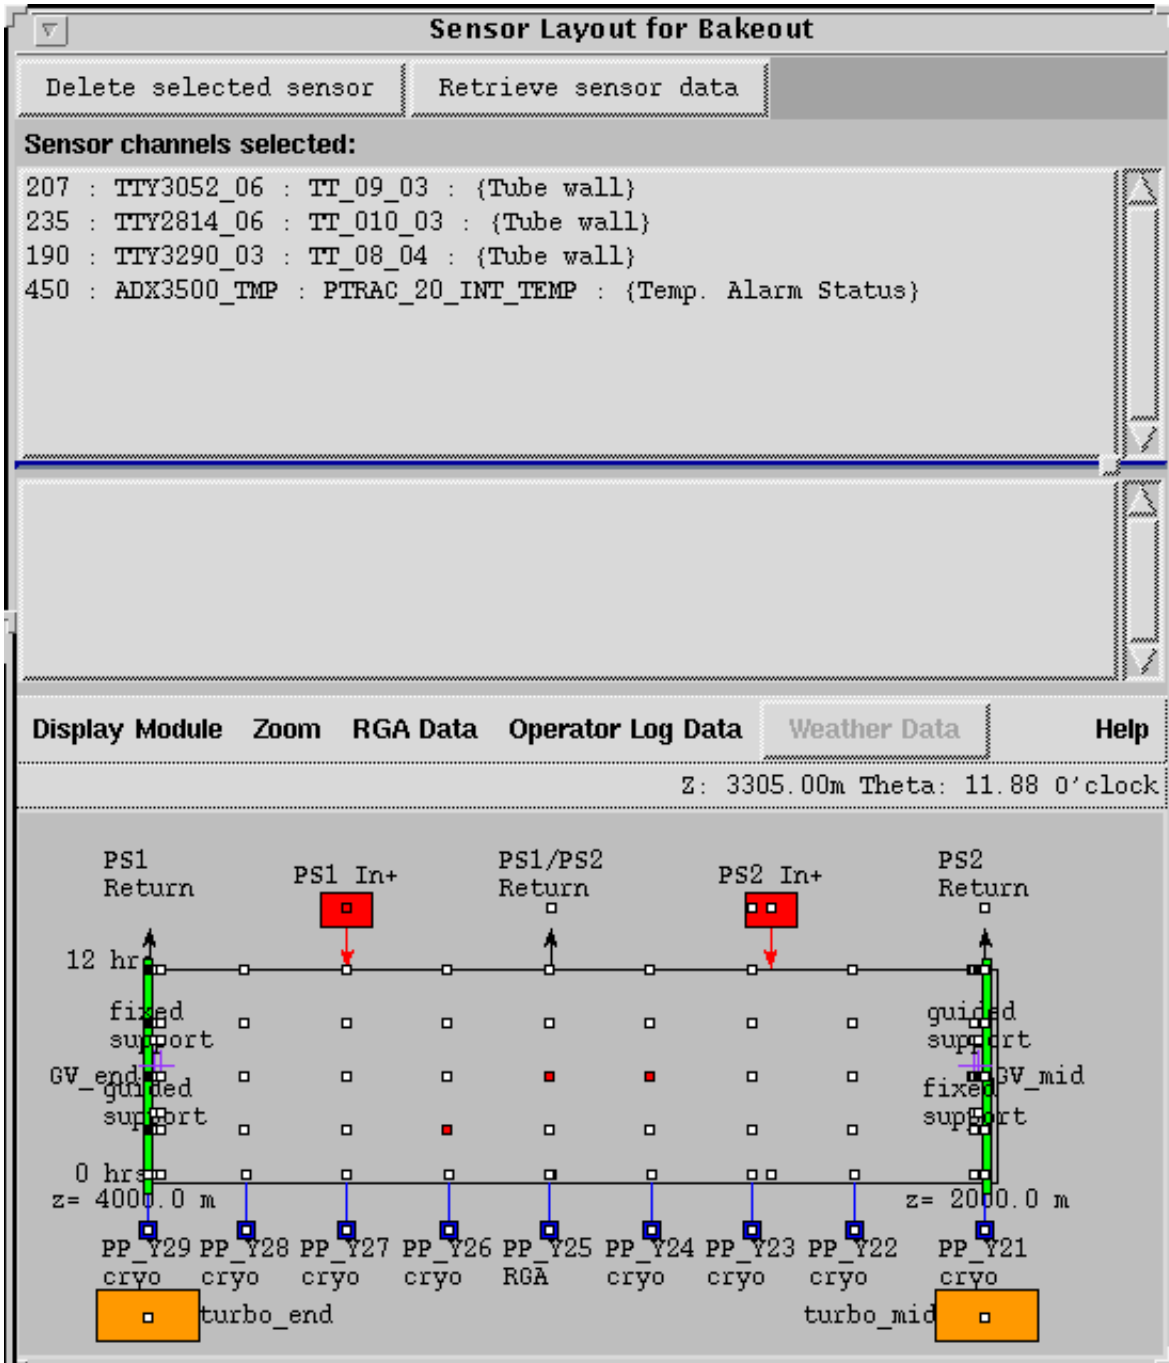 Sensor Layout for Bakeout
Delete selected sensor
Retrieve sensor data
Sensor channels selected:
207 : TTY3052_06 : TT_09_03 : {Tube wall}
235 : TTY2814_06 : TT_010_03 : {Tube wall}
190 : TTY3290_03 : TT_08_04 : {Tube wall}
450 : ADX3500_TMP : PTRAC_20_INT_TEMP : {Temp. Alarm Status}
Display Module Zoom RGA Data Operator Log Data Weather Data Help
Z: 3305.00m Theta: 11.88 O'clock
PS1
Return
PS1 In+
PS1/PS2
Return
PS2 In+
PS2
Return
12 hrs
fixed
support
guided
support
GV_end
GV_mid
guided
support
fixed
support
0 hrs
z= 4000.0 m
z= 2000.0 m
PP_Y29 PP_Y28 PP_Y27 PP_Y26 PP_Y25 PP_Y24 PP_Y23 PP_Y22 PP_Y21
cryo cryo cryo cryo RGA cryo cryo cryo cryo
turbo_end
turbo_mid